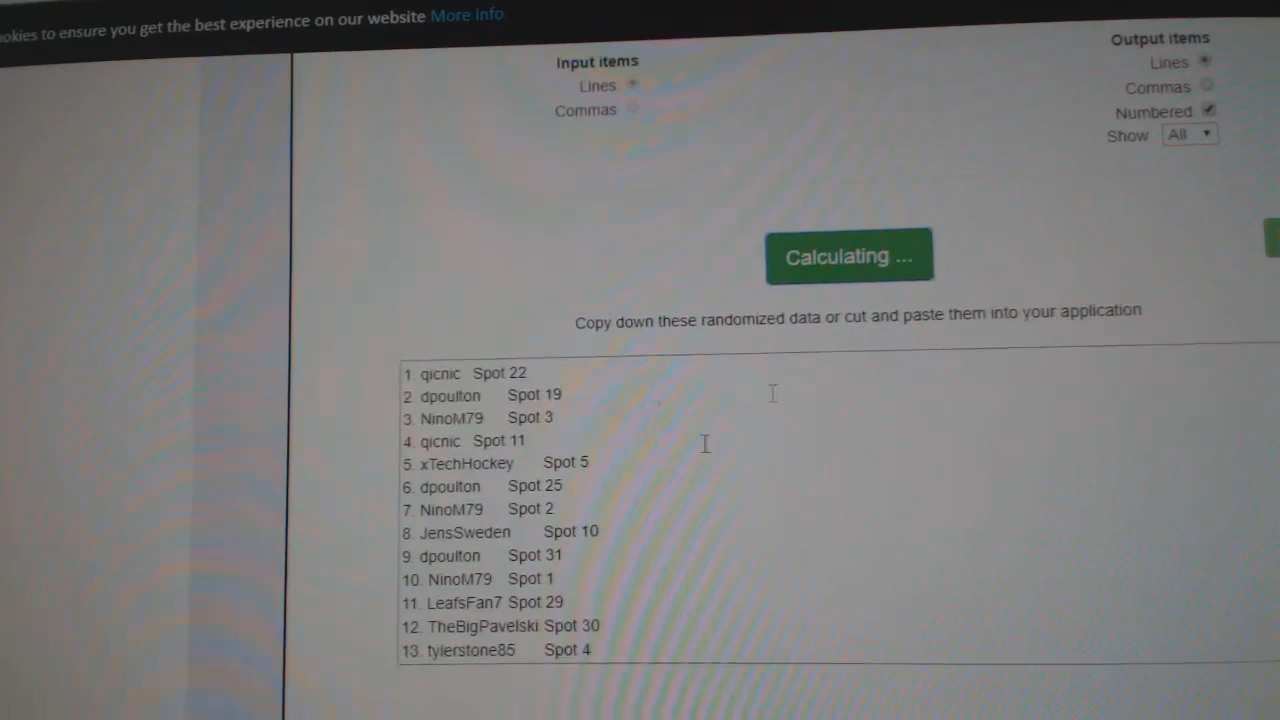 okies to ensure you get the best experience on our website More info
Input items
Lines
Commas
Output items
Lines
Commas
Numbered
Show All
Calculating ...
Copy down these randomized data or cut and paste them into your application
1. qicnic Spot 22
2. dpoulton Spot 19
3. NinoM79 Spot 3
4. qicnic Spot 11
5. xTechHockey Spot 5
6. dpoulton Spot 25
7. NinoM79 Spot 2
8. JensSweden Spot 10
9. dpoulton Spot 31
10. NinoM79 Spot 1
11. LeafsFan7 Spot 29
12. TheBigPavelski Spot 30
13. tylerstone85 Spot 4